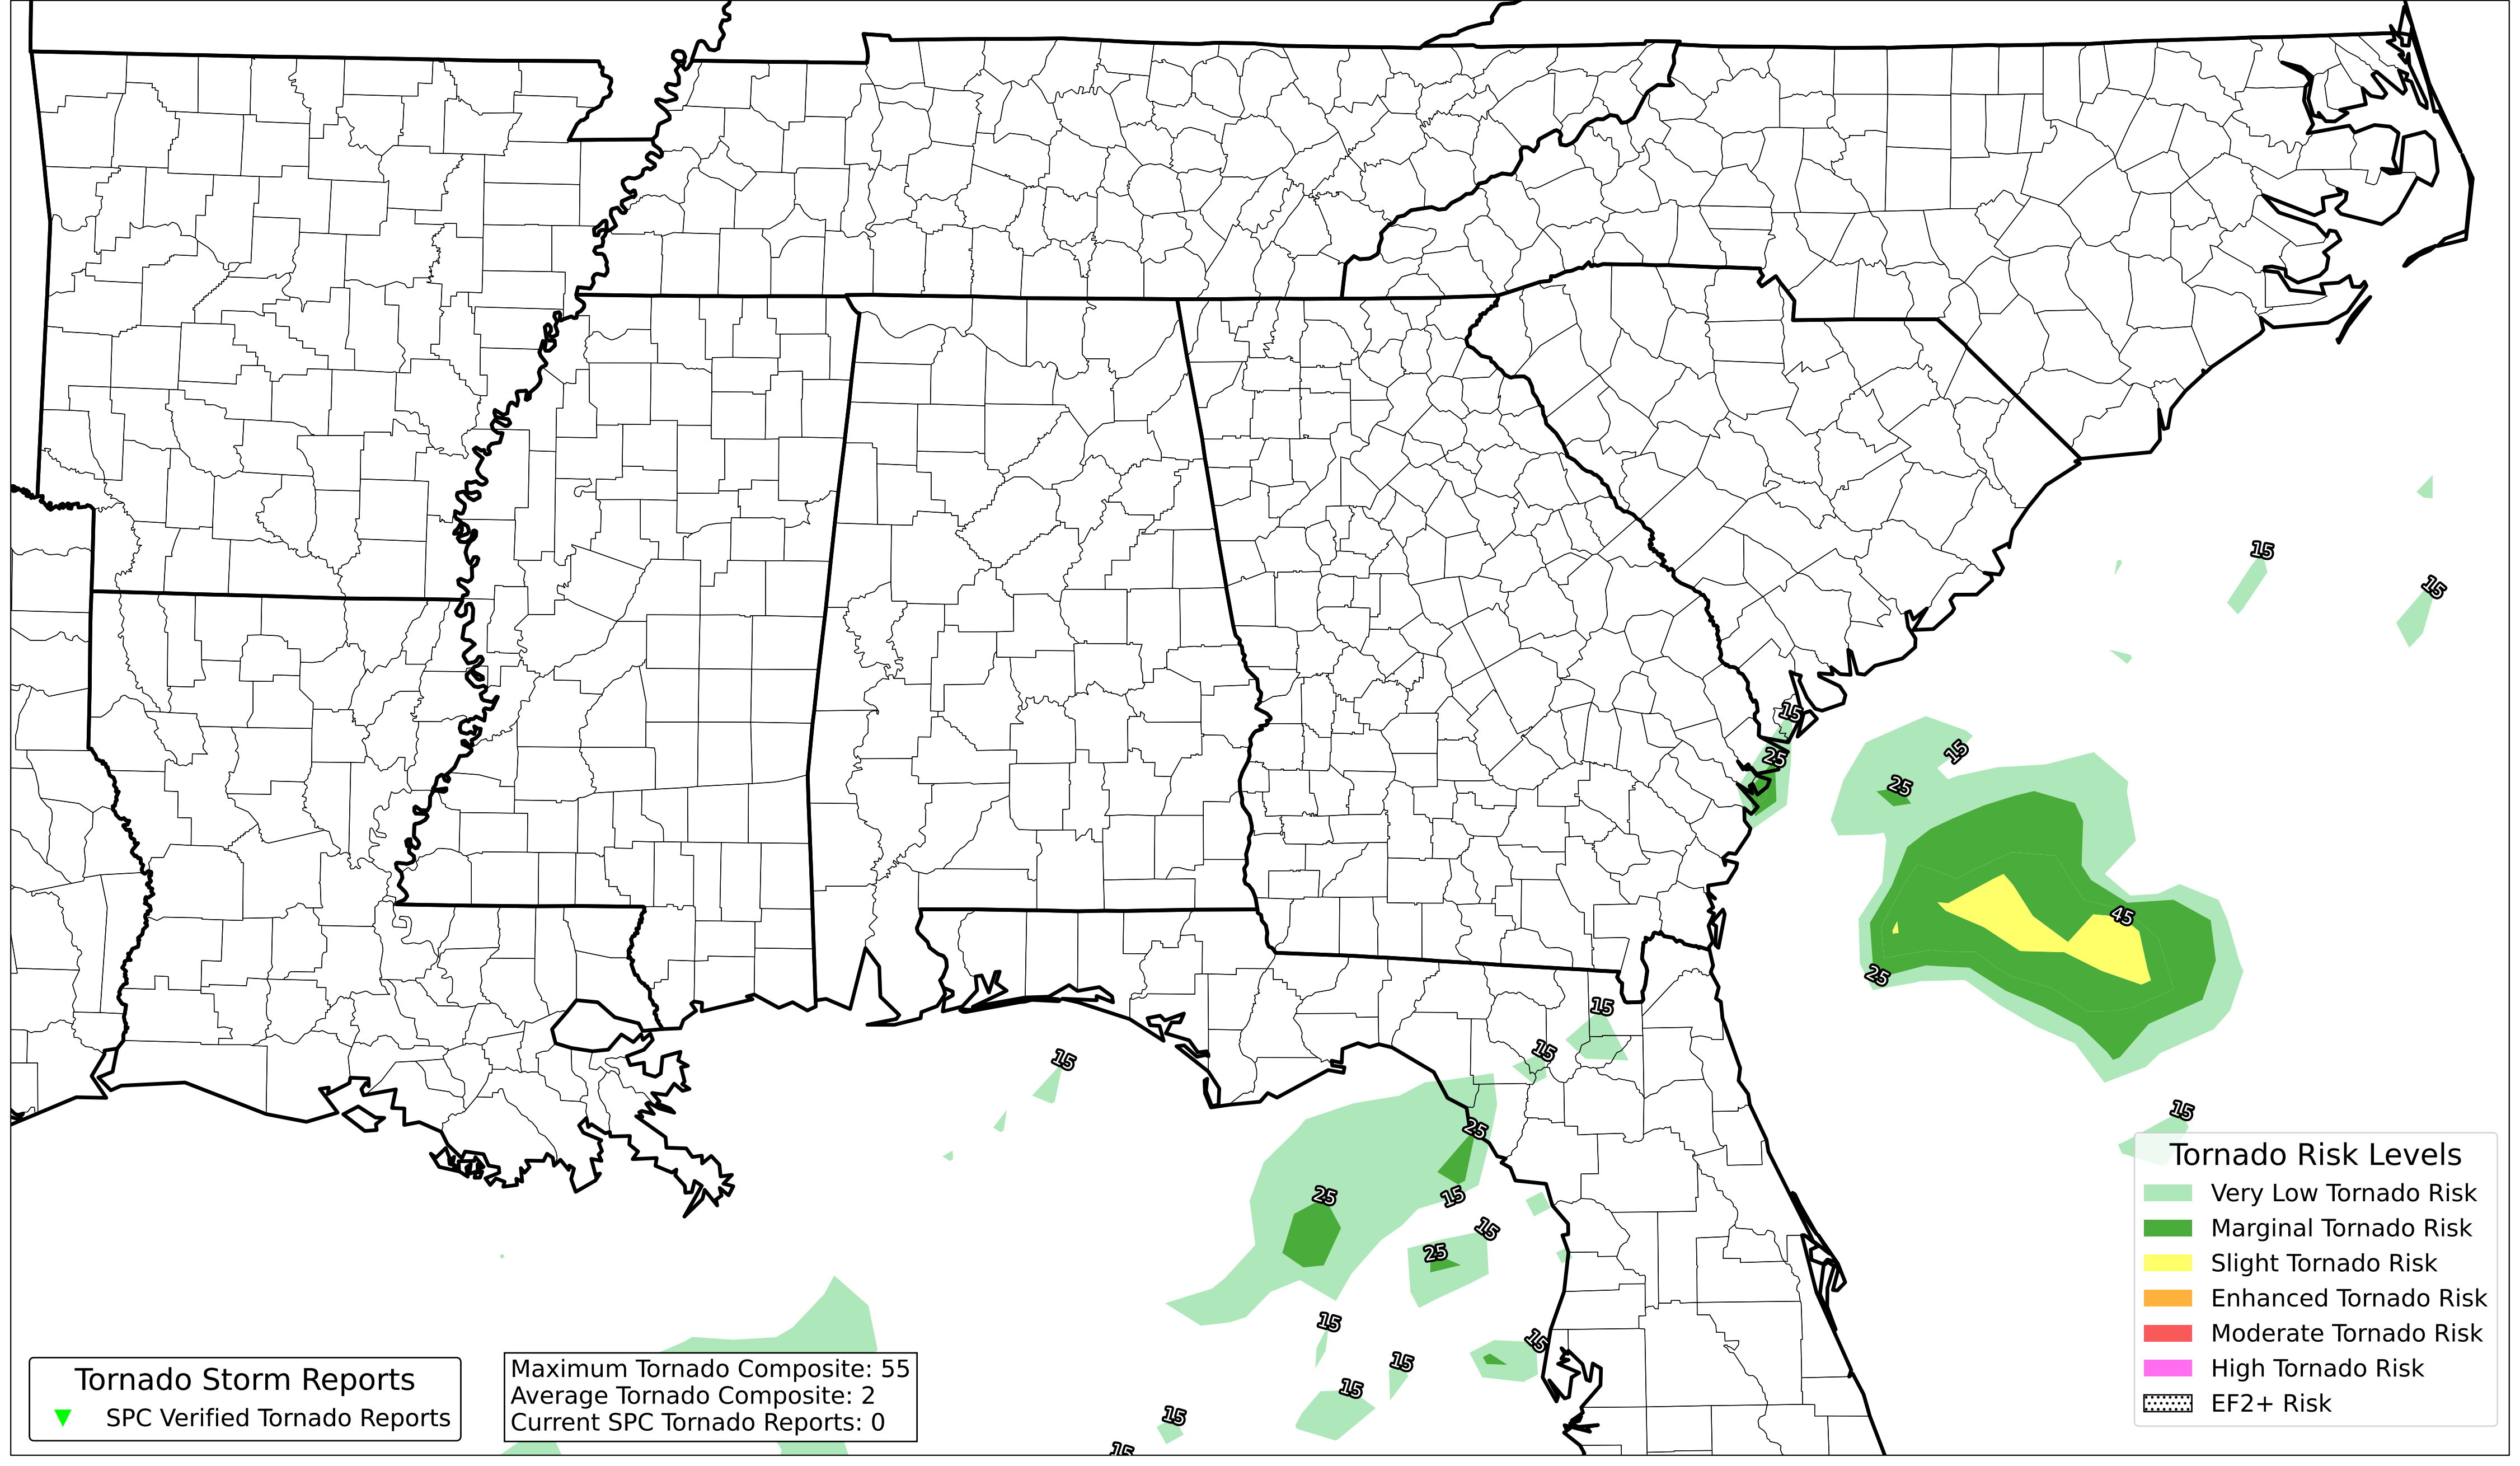 15
15
15
25
15
25
45
25
15
15
15
15
25
25
15
15
25
15
15
15
15
15
15
Tornado Risk Levels
Very Low Tornado Risk
Marginal Tornado Risk
Slight Tornado Risk
Enhanced Tornado Risk
Moderate Tornado Risk
High Tornado Risk
EF2+ Risk
Tornado Storm Reports
SPC Verified Tornado Reports
Maximum Tornado Composite: 55
Average Tornado Composite: 2
Current SPC Tornado Reports: 0